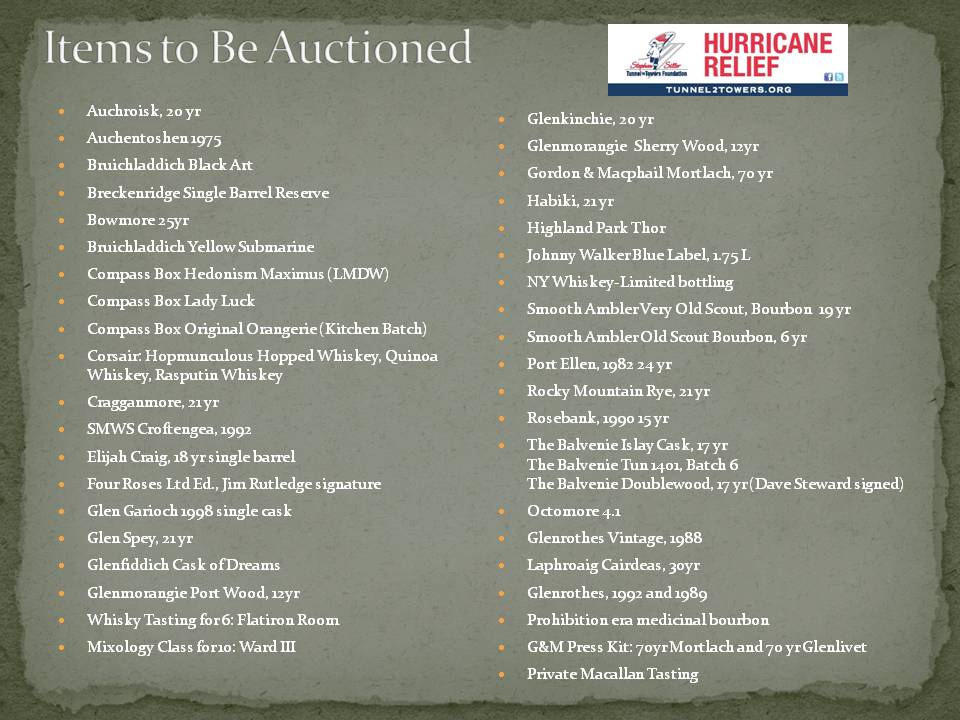 Items to Be Auctioned
Stephen Siller
Tunnel to Towers Foundation
HURRICANE
RELIEF
TUNNEL2TOWERS.ORG
Auchroisk, 20 yr
Auchentoshen 1975
Bruichladdich Black Art
Breckenridge Single Barrel Reserve
Bowmore 25yr
Bruichladdich Yellow Submarine
Compass Box Hedonism Maximus (LMDW)
Compass Box Lady Luck
Compass Box Original Orangerie (Kitchen Batch)
Corsair: Hopmunculous Hopped Whiskey, Quinoa
Whiskey, Rasputin Whiskey
Cragganmore, 21 yr
SMWS Croftengea, 1992
Elijah Craig, 18 yr single barrel
Four Roses Ltd Ed., Jim Rutledge signature
Glen Garioch 1998 single cask
Glen Spey, 21 yr
Glenfiddich Cask of Dreams
Glenmorangie Port Wood, 12yr
Whisky Tasting for 6: Flatiron Room
Mixology Class for 10: Ward III
Glenkinchie, 20 yr
Glenmorangie Sherry Wood, 12yr
Gordon & Macphail Mortlach, 70 yr
Habiki, 21 yr
Highland Park Thor
Johnny Walker Blue Label, 1.75 L
NY Whiskey-Limited bottling
Smooth Ambler Very Old Scout, Bourbon 19 yr
Smooth Ambler Old Scout Bourbon, 6 yr
Port Ellen, 1982 24 yr
Rocky Mountain Rye, 21 yr
Rosebank, 1990 15 yr
The Balvenie Islay Cask, 17 yr
The Balvenie Tun 1401, Batch 6
The Balvenie Doublewood, 17 yr (Dave Steward signed)
Octomore 4.1
Glenrothes Vintage, 1988
Laphroaig Cairdeas, 30yr
Glenrothes, 1992 and 1989
Prohibition era medicinal bourbon
G&M Press Kit: 70yr Mortlach and 70 yr Glenlivet
Private Macallan Tasting